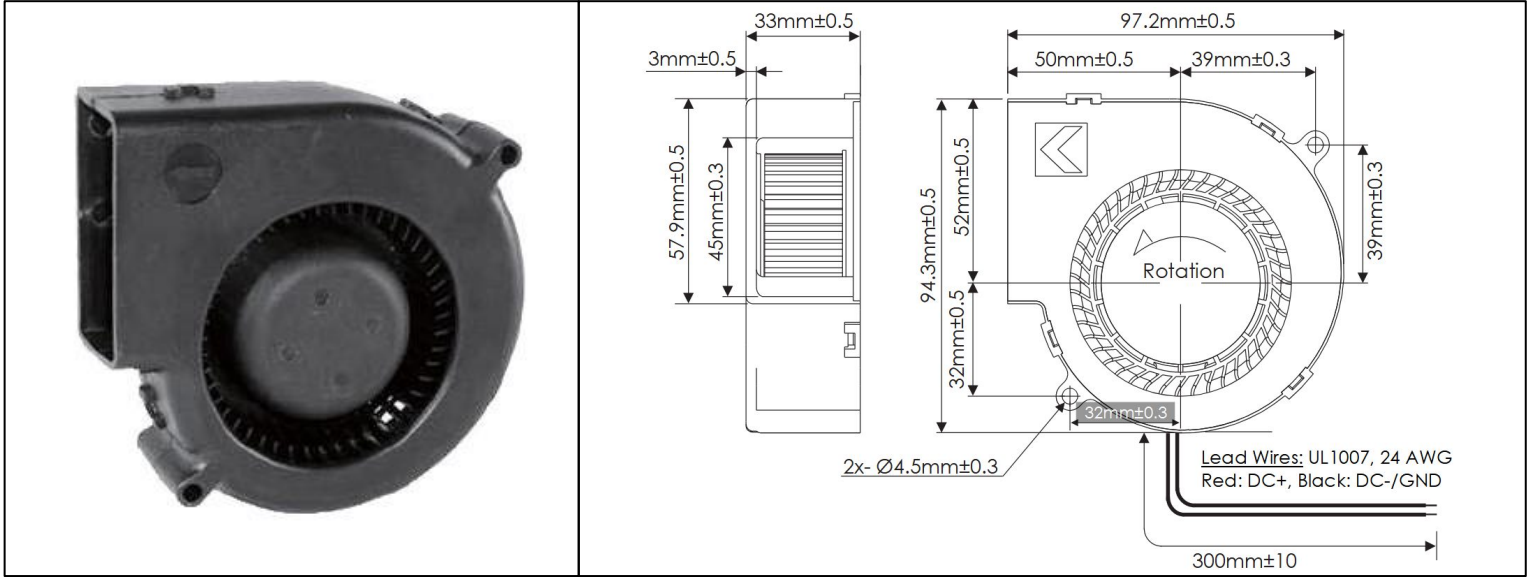 33mm±0.5
97.2mm±0.5
3mm±0.5
50mm±0.5
39mm±0.3
57.9mm±0.5
45mm±0.3
94.3mm±0.5
52mm±0.5
39mm±0.3
Rotation
32mm±0.5
32mm±0.3
2x- Ø4.5mm±0.3
Lead Wires: UL1007, 24 AWG
Red: DC+, Black: DC-/GND
300mm±10